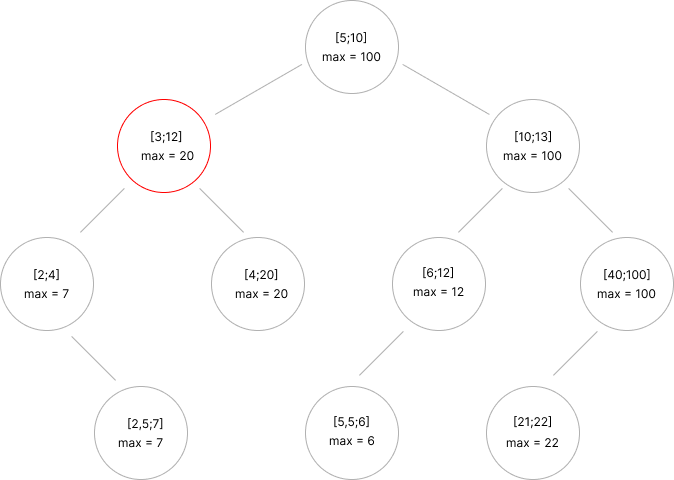 [5;10]
max = 100
[3;12]
max = 20
[10;13]
max = 100
[2;4]
max = 7
[4;20]
max = 20
[6;12]
max = 12
[40;100]
max = 100
[2,5;7]
max = 7
[5,5;6]
max = 6
[21;22]
max = 22